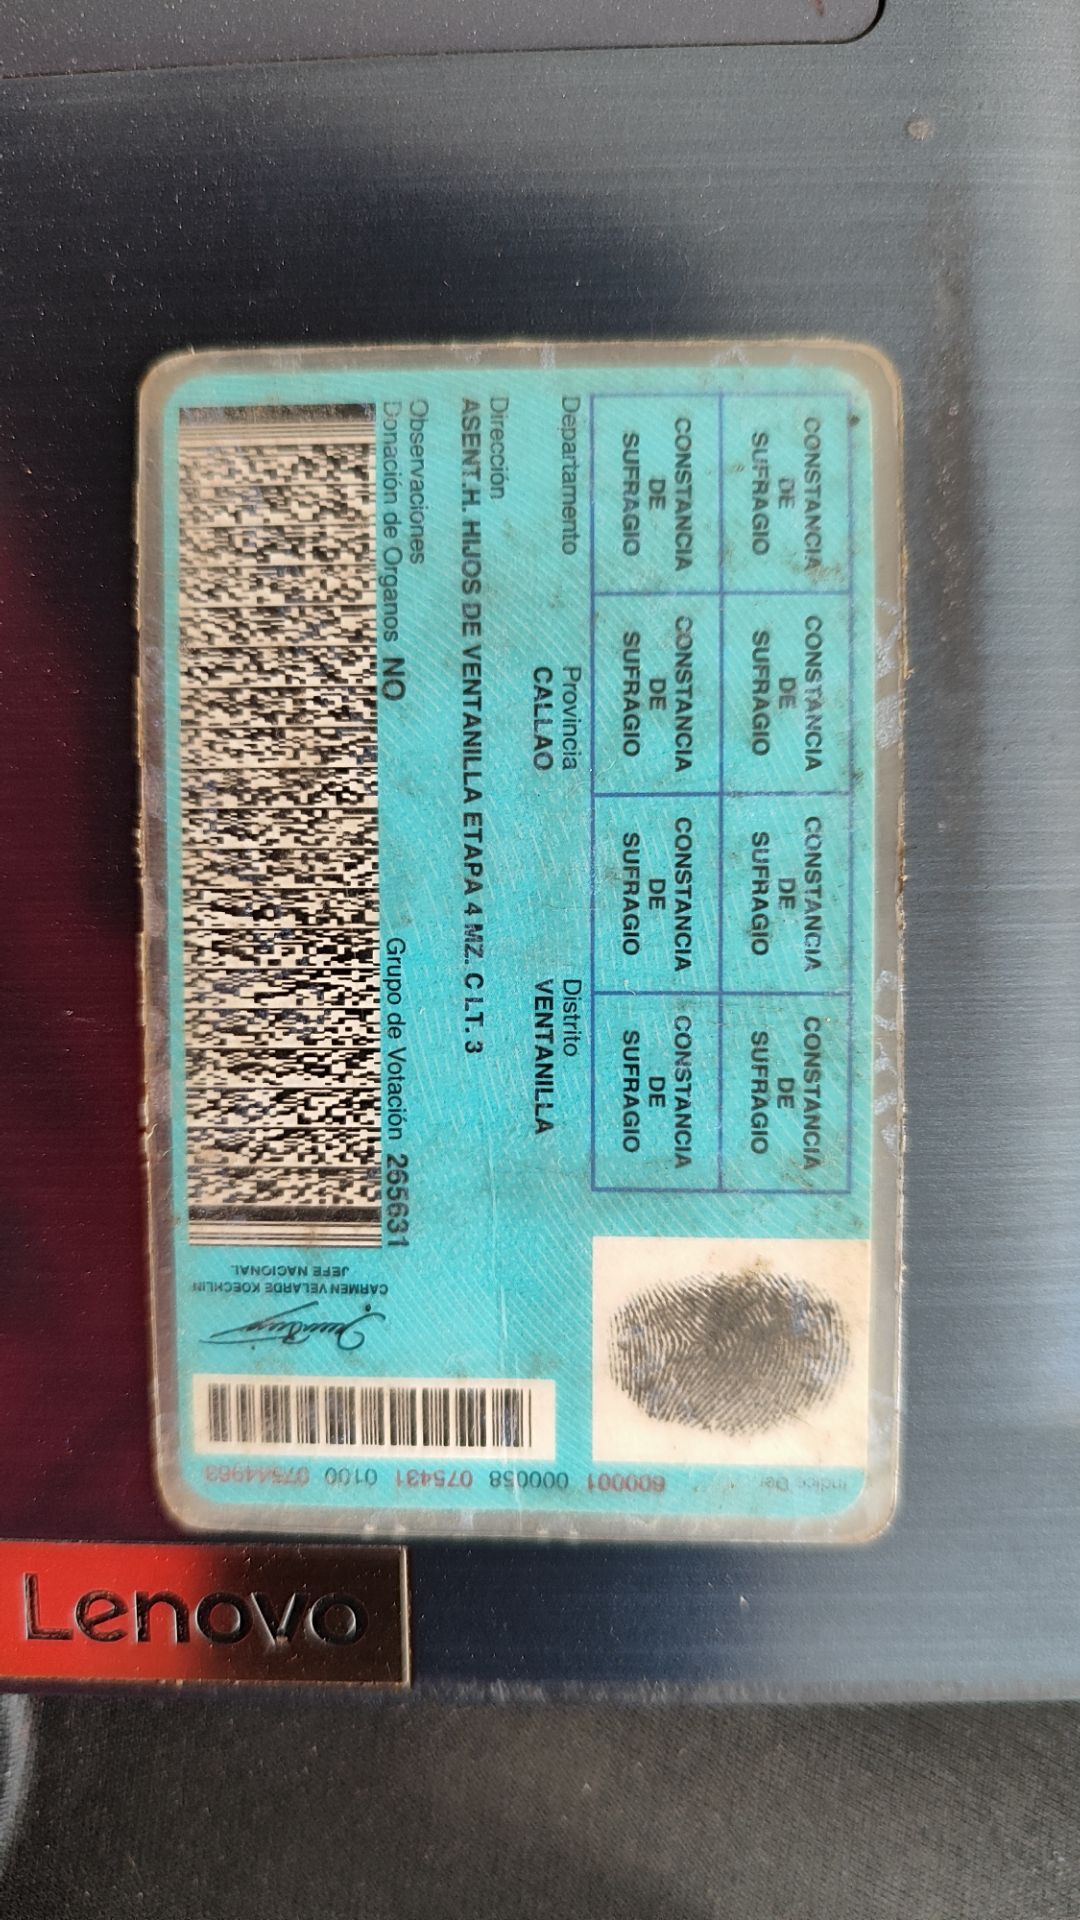 CONSTANCIA DE SUFRAGIO CONSTANCIA DE SUFRAGIO CONSTANCIA DE SUFRAGIO CONSTANCIA DE SUFRAGIO
CONSTANCIA DE SUFRAGIO CONSTANCIA DE SUFRAGIO CONSTANCIA DE SUFRAGIO CONSTANCIA DE SUFRAGIO
Departamento Provincia Distrito
CALLAO VENTANILLA
Dirección
ASENT.H. HIJOS DE VENTANILLA ETAPA 4 MZ. C LT. 3
Observaciones
Donación de Organos NO Grupo de Votación 265631
CARMEN VELARDE KOECHLIN
JEFE NACIONAL
Indice Der
600001 000058 075431 0100 07544963
Lenovo